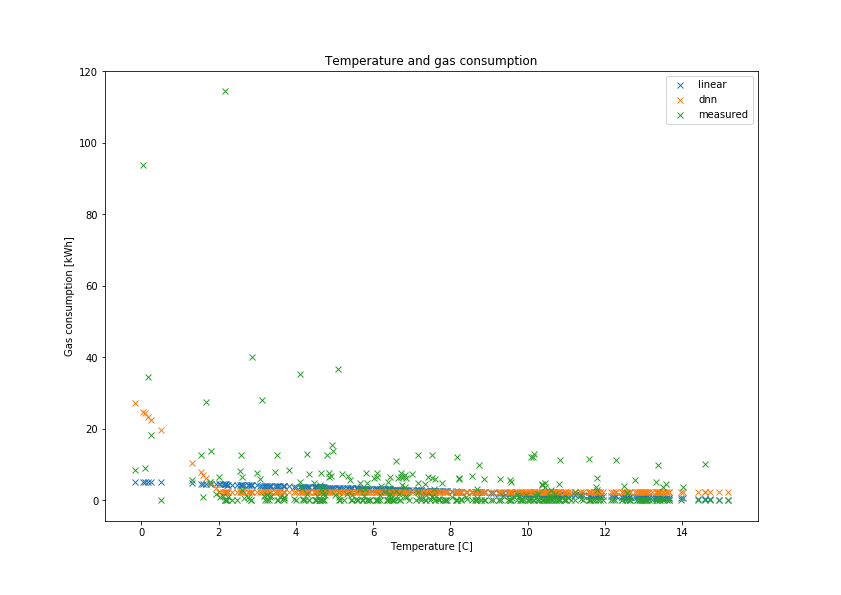 Temperature and gas consumption
linear
dnn
measured
Gas consumption [kWh]
120
100
80
60
40
20
0
0 2 4 6 8 10 12 14
Temperature [C]